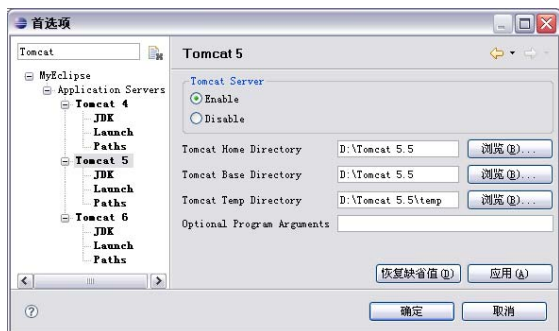 首选项
Tomcat
Tomcat 5
MyEclipse
Application Servers
Tomcat 4
JDK
Launch
Paths
Tomcat 5
JDK
Launch
Paths
Tomcat 6
JDK
Launch
Paths
Tomcat Server
Enable
Disable
Tomcat Home Directory D:\Tomcat 5.5 浏览(B)...
Tomcat Base Directory D:\Tomcat 5.5 浏览(B)...
Tomcat Temp Directory D:\Tomcat 5.5\temp 浏览(B)...
Optional Program Arguments
恢复缺省值(D) 应用(A)
确定 取消